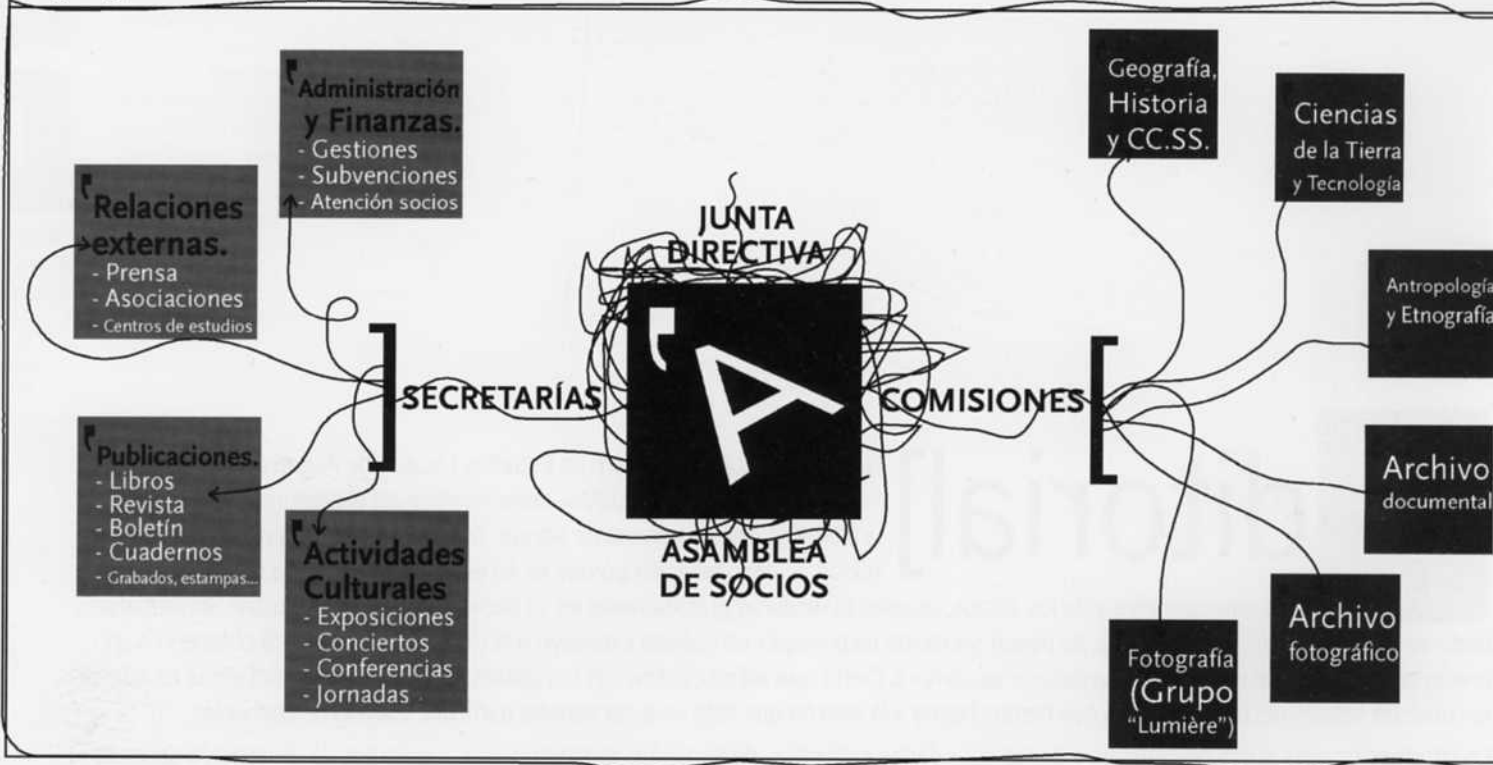 Administración
y Finanzas.
- Gestiones
- Subvenciones
- Atención socios
Relaciones
externas.
- Prensa
- Asociaciones
- Centros de estudios
Publicaciones.
- Libros
- Revista
- Boletín
- Cuadernos
- Grabados, estampas...
Actividades
Culturales
- Exposiciones
- Conciertos
- Conferencias
- Jornadas
] SECRETARÍAS
JUNTA
DIRECTIVA
'A
ASAMBLEA
DE SOCIOS
COMISIONES [
Geografía,
Historia
y CC.SS.
Ciencias
de la Tierra
y Tecnología
Antropología
y Etnografía
Archivo
documental
Archivo
fotográfico
Fotografía
(Grupo
"Lumière")